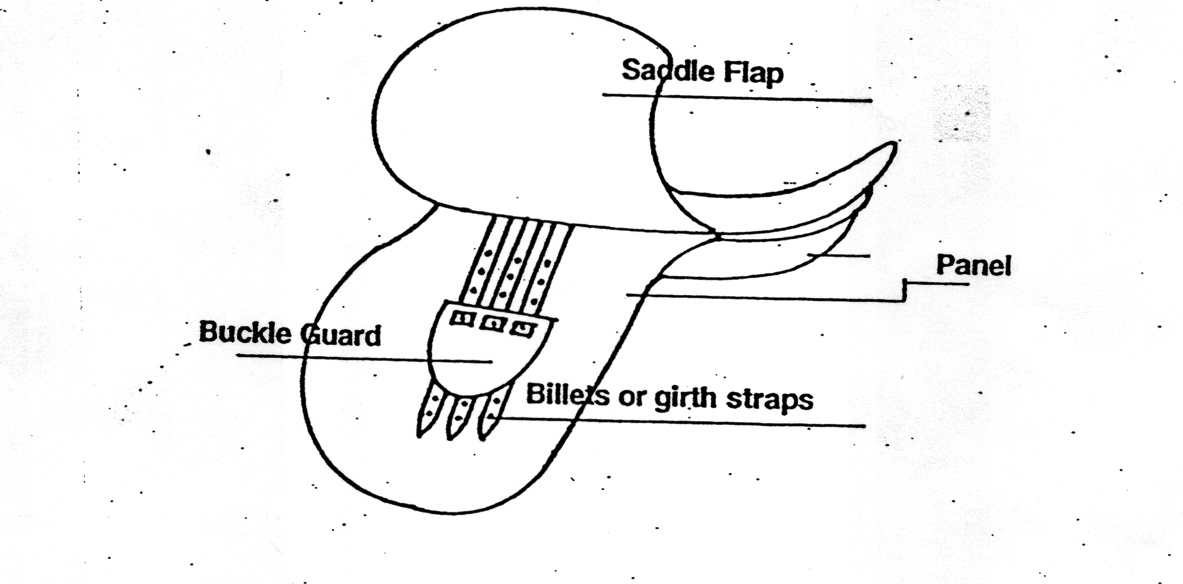 Saddle Flap
Panel
Buckle Guard
Billets or girth straps